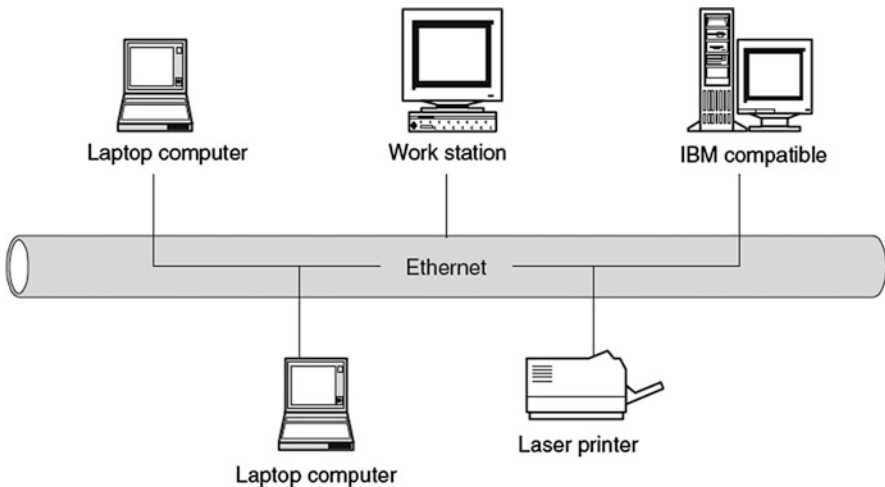 Laptop computer
Work station
IBM compatible
Ethernet
Laser printer
Laptop computer